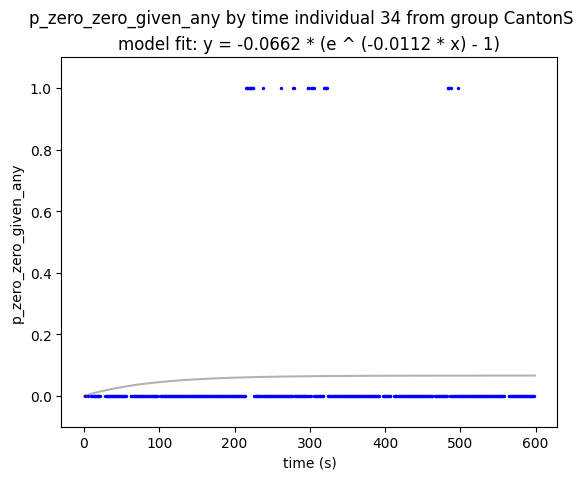 p_zero_zero_given_any by time individual 34 from group CantonS
model fit: y = -0.0662 * (e ^ (-0.0112 * x) - 1)
1.0
0.8
0.6
0.4
0.2
0.0
p_zero_zero_given_any
0 100 200 300 400 500 600
time (s)